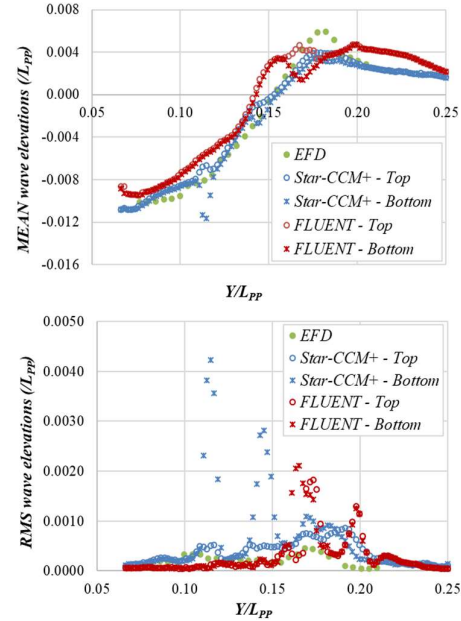 0.008
0.004
0.000
0.05 0.10 0.15 0.20 0.25
-0.004
-0.008
-0.012
-0.016
MEAN wave elevations (/LPP)
EFD
Star-CCM+ - Top
Star-CCM+ - Bottom
FLUENT - Top
FLUENT - Bottom
Y/LPP
0.0050
0.0040
0.0030
0.0020
0.0010
0.0000
RMS wave elevations (/LPP)
EFD
Star-CCM+ - Top
Star-CCM+ - Bottom
FLUENT - Top
FLUENT - Bottom
0.05 0.10 0.15 0.20 0.25
Y/LPP